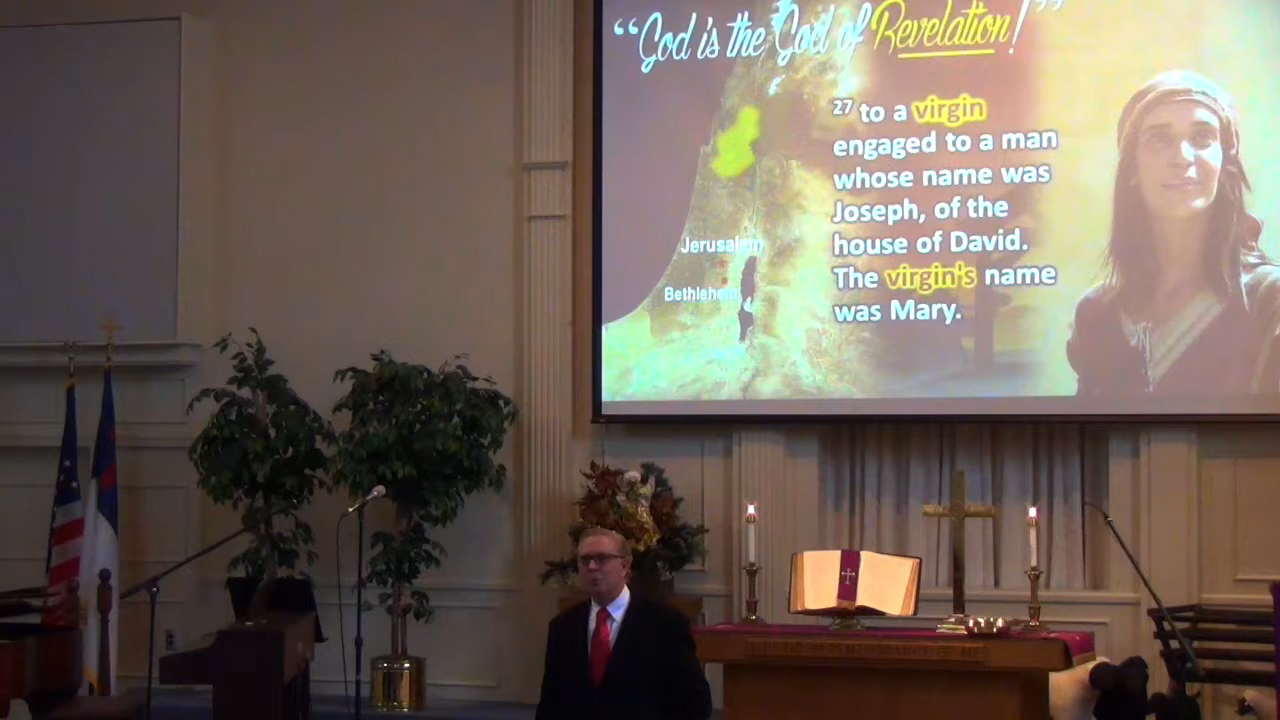 “God is the God of Revelation!”
27 to a virgin
engaged to a man
whose name was
Joseph, of the
house of David.
The virgin's name
was Mary.
Jerusalem
Bethlehem